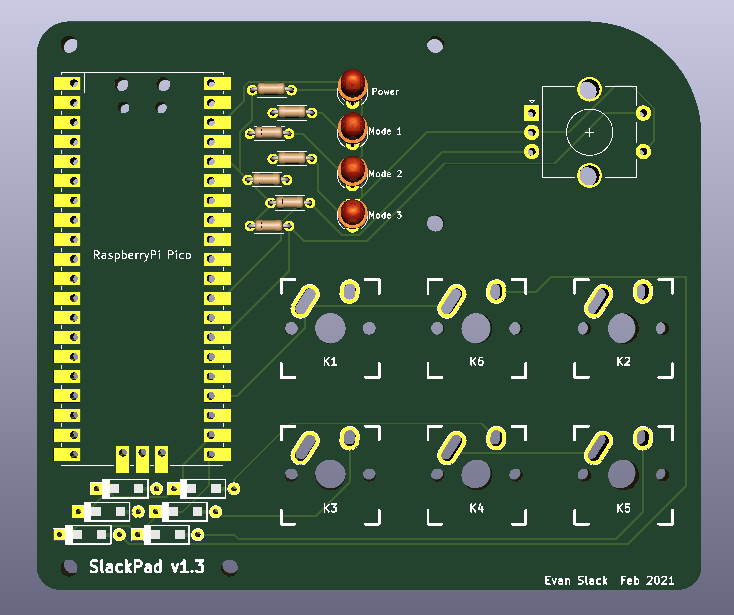 Power
Mode 1
Mode 2
Mode 3
RaspberryPi Pico
K1
K6
K2
K3
K4
K5
SlackPad v1.3
Evan Slack Feb 2021